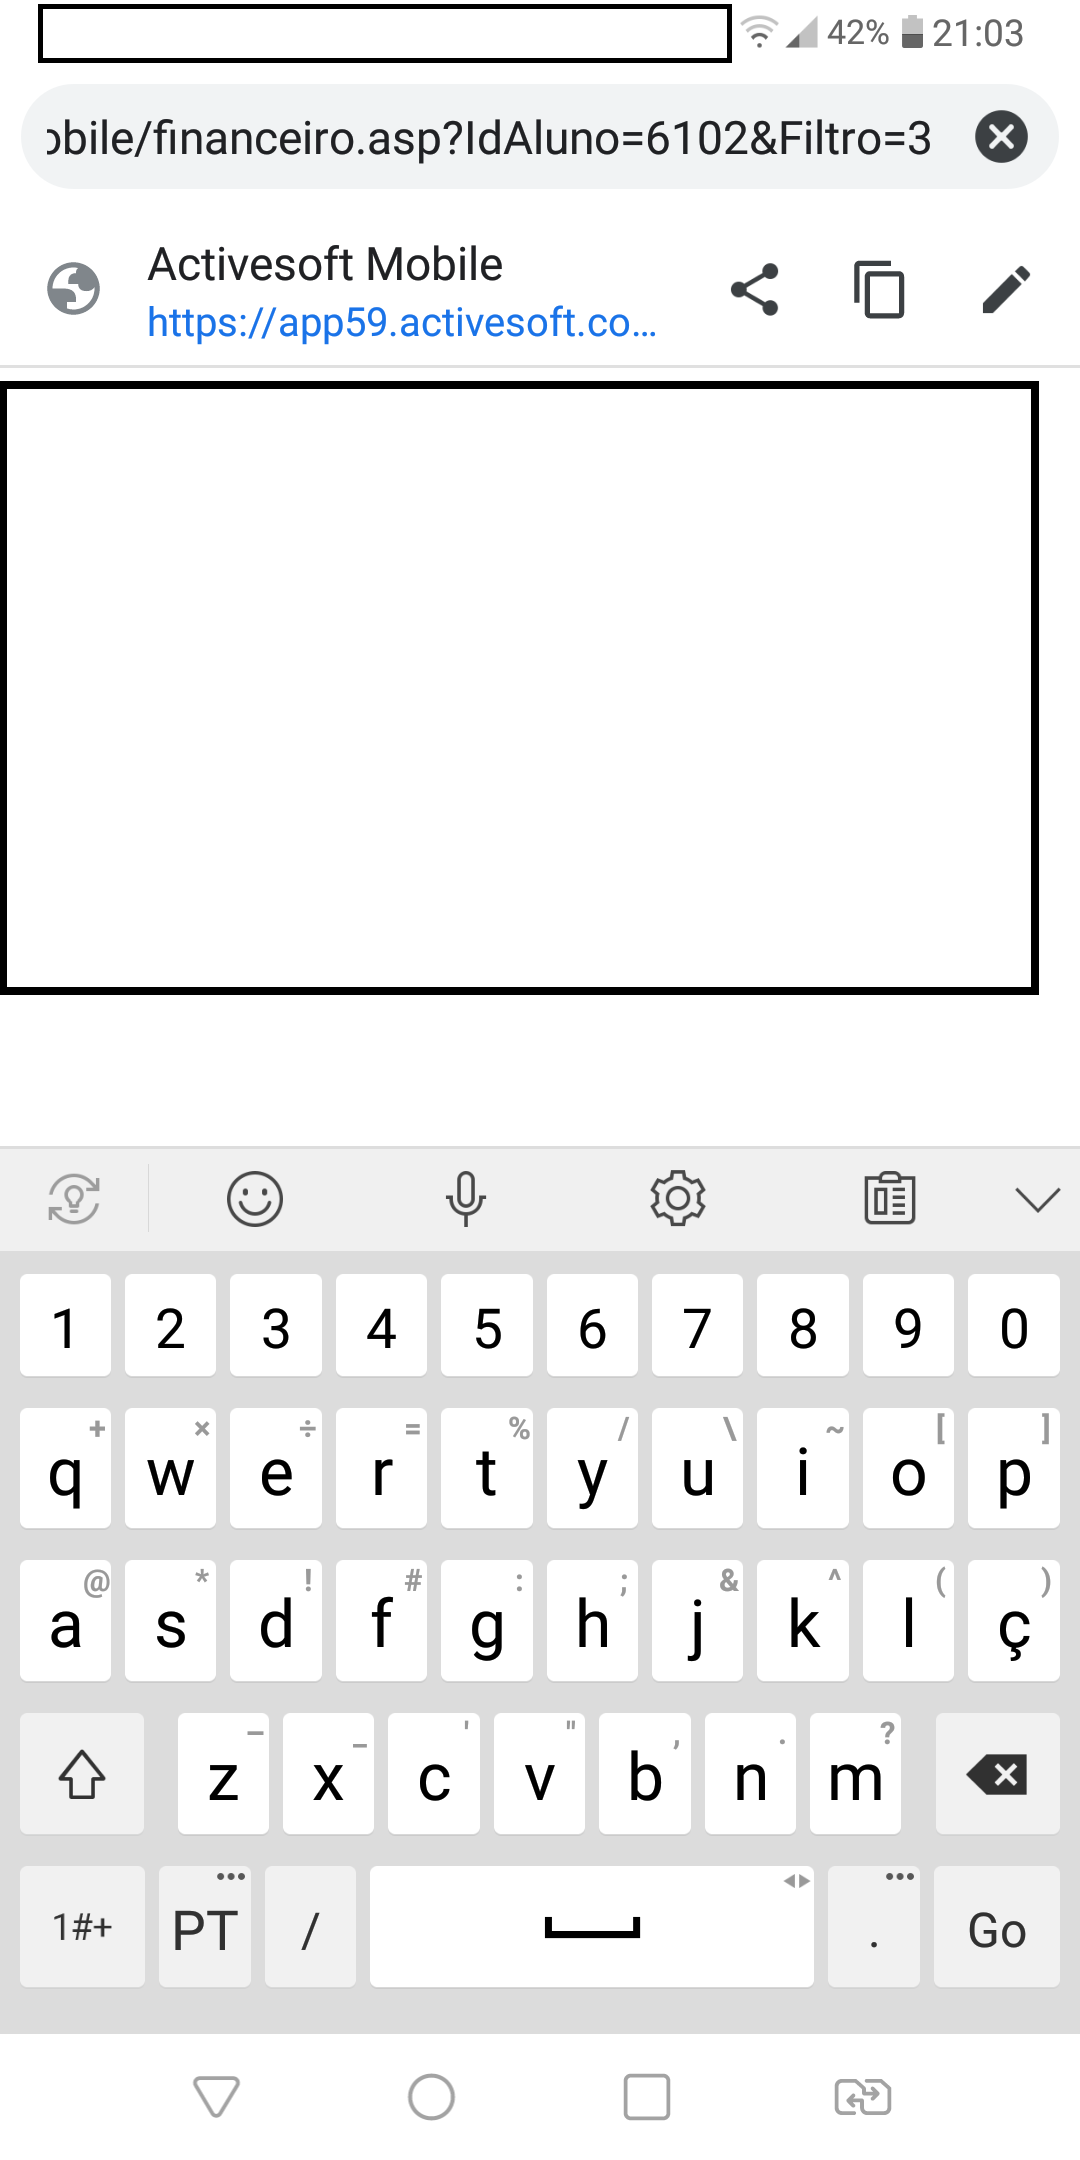 42% 21:03
obile/financeiro.asp?IdAluno=6102&Filtro=3
Activesoft Mobile
https://app59.activesoft.co...
1 2 3 4 5 6 7 8 9 0
+ × ÷ = % / \ ~ [ ]
q w e r t y u i o p
@ * ! # : ; & ^ ( )
a s d f g h j k l ç
– _ ' " , . ?
z x c v b n m
1#+ PT / . Go